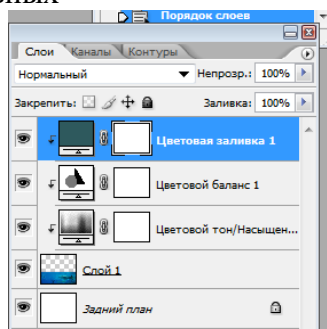 Порядок слоев
Слои Каналы Контуры
Нормальный Непрозр.: 100%
Закрепить: Заливка: 100%
Цветовая заливка 1
Цветовой баланс 1
Цветовой тон/Насыщен...
Слой 1
Задний план